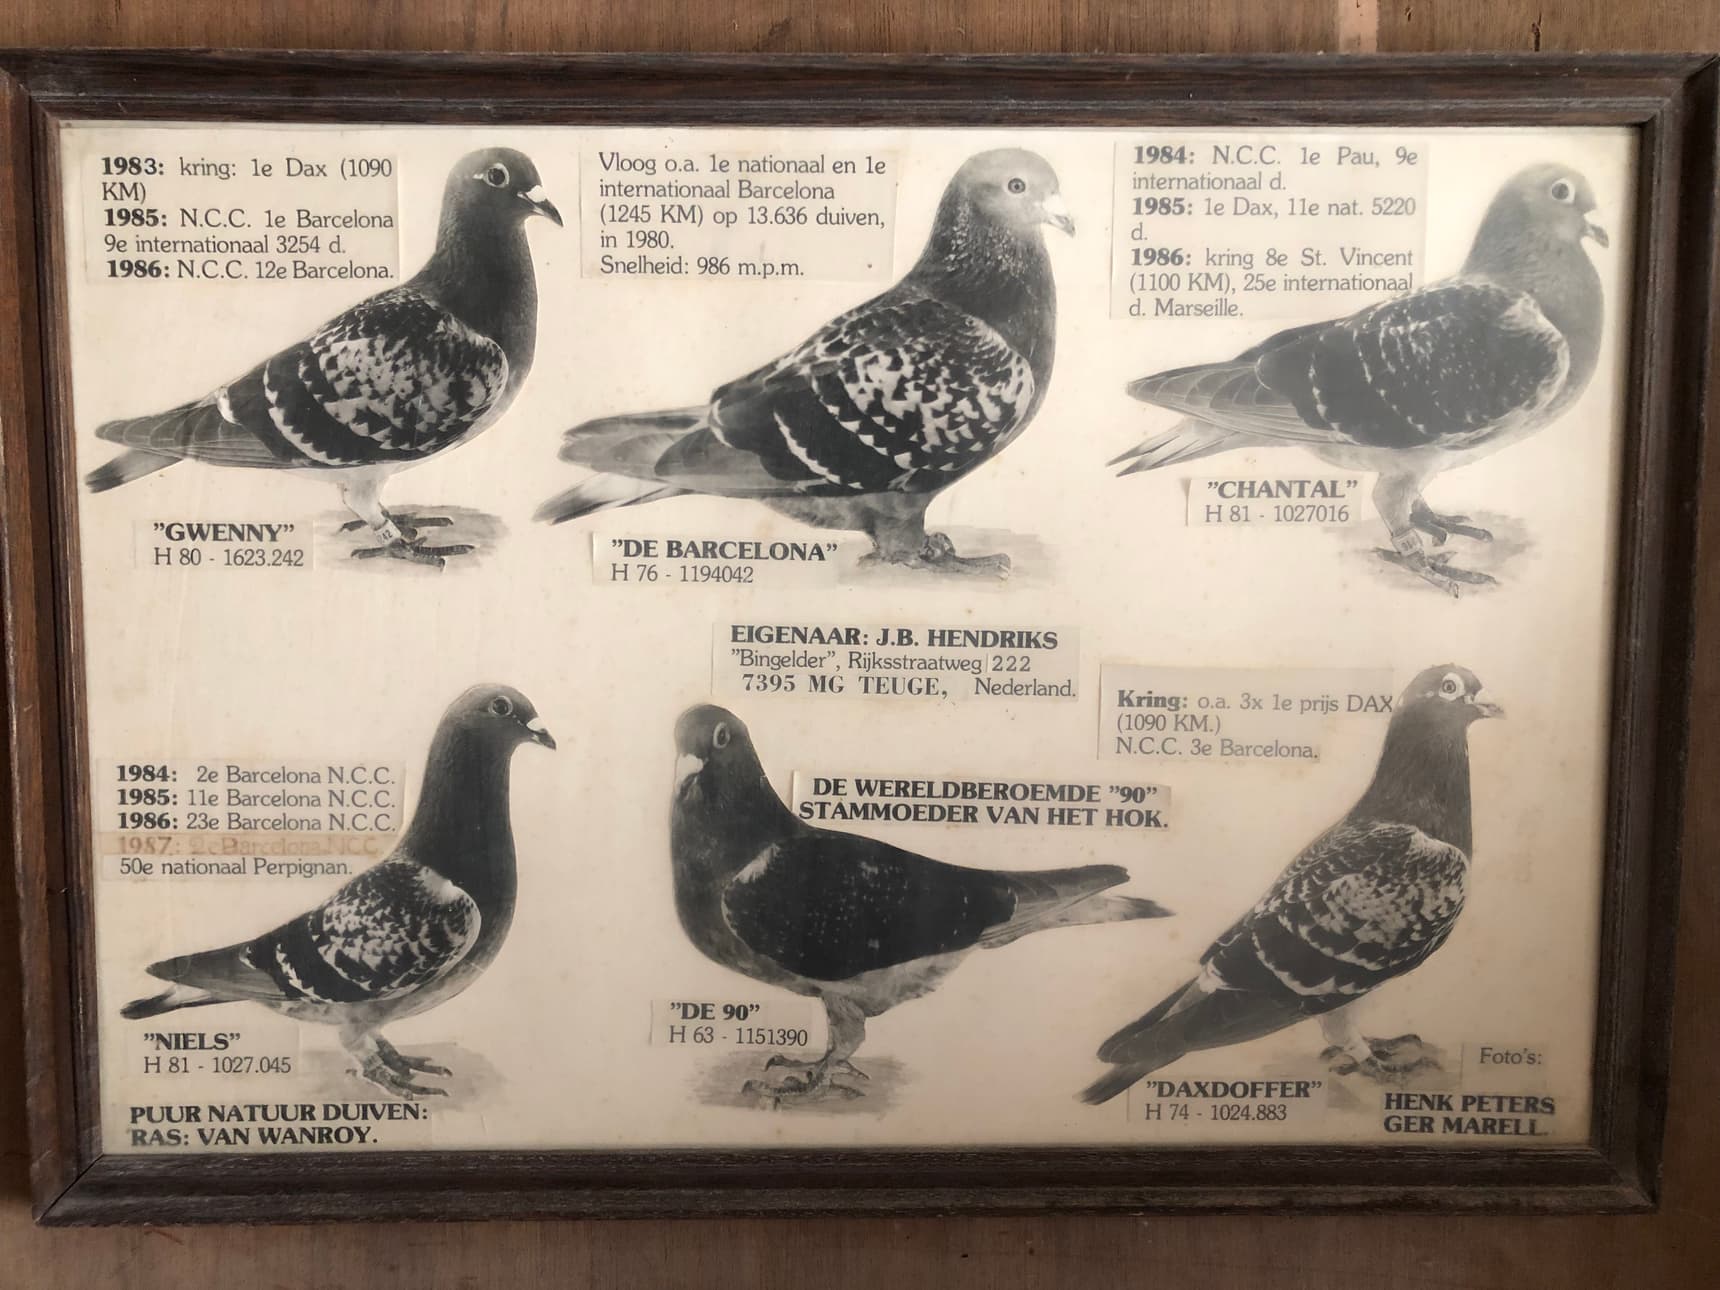 1983: kring: 1e Dax (1090
KM)
1985: N.C.C. 1e Barcelona
9e internationaal 3254 d.
1986: N.C.C. 12e Barcelona.
"GWENNY"
H 80 - 1623.242
Vloog o.a. 1e nationaal en 1e
internationaal Barcelona
(1245 KM) op 13.636 duiven,
in 1980.
Snelheid: 986 m.p.m.
"DE BARCELONA"
H 76 - 1194042
1984: N.C.C. 1e Pau, 9e
internationaal d.
1985: 1e Dax, 11e nat. 5220
d.
1986: kring 8e St. Vincent
(1100 KM), 25e internationaal
d. Marseille.
"CHANTAL"
H 81 - 1027016
EIGENAAR: J.B. HENDRIKS
"Bingelder", Rijksstraatweg 222
7395 MG TEUGE, Nederland.
1984: 2e Barcelona N.C.C.
1985: 11e Barcelona N.C.C.
1986: 23e Barcelona N.C.C.
1987: 2e Barcelona N.C.C.
50e nationaal Perpignan.
"NIELS"
H 81 - 1027.045
PUUR NATUUR DUIVEN:
RAS: VAN WANROY.
DE WERELDBEROEMDE "90"
STAMMOEDER VAN HET HOK.
"DE 90"
H 63 - 1151390
Kring: o.a. 3x 1e prijs DAX
(1090 KM.)
N.C.C. 3e Barcelona.
"DAXDOFFER"
H 74 - 1024.883
Foto's:
HENK PETERS
GER MARELL.